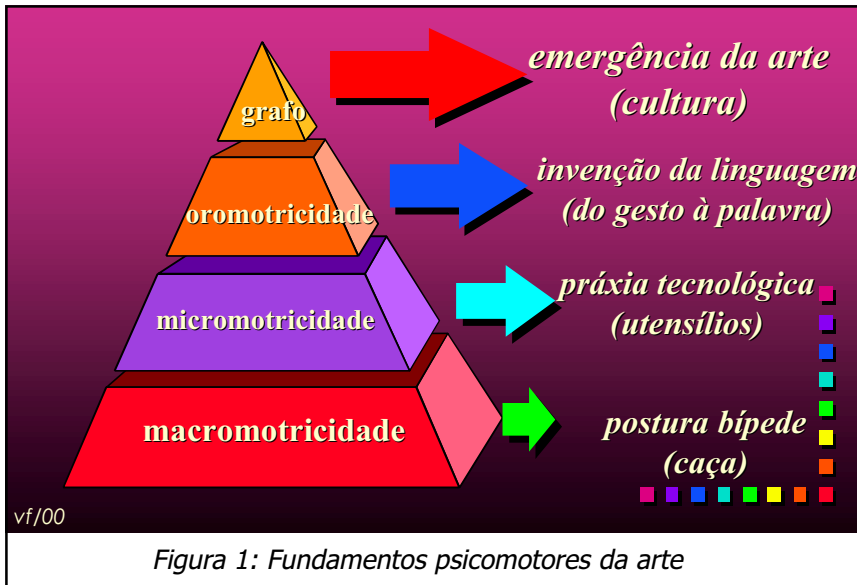 grafo
emergência da arte
(cultura)
oromotricidade
invenção da linguagem
(do gesto à palavra)
micromotricidade
práxia tecnológica
(utensílios)
macromotricidade
postura bípede
(caça)
vf/00
Figura 1: Fundamentos psicomotores da arte